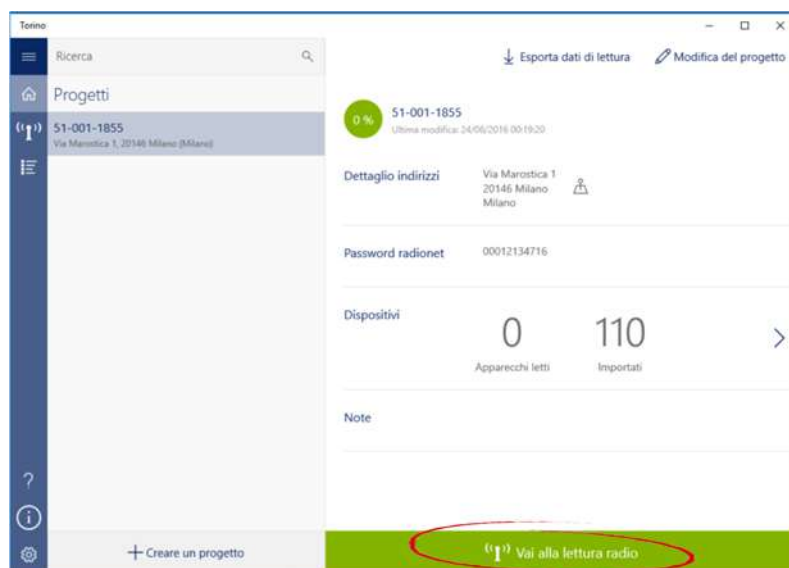 Torino
Ricerca
Esporta dati di lettura
Modifica del progetto
Progetti
51-001-1855
Via Marostica 1, 20146 Milano (Milano)
0 %
51-001-1855
Ultima modifica: 24/06/2016 00:19:20
Dettaglio indirizzi
Via Marostica 1
20146 Milano
Milano
Password radionet
00012134716
Dispositivi
0
110
Apparecchi letti
Importati
Note
+ Creare un progetto
Vai alla lettura radio